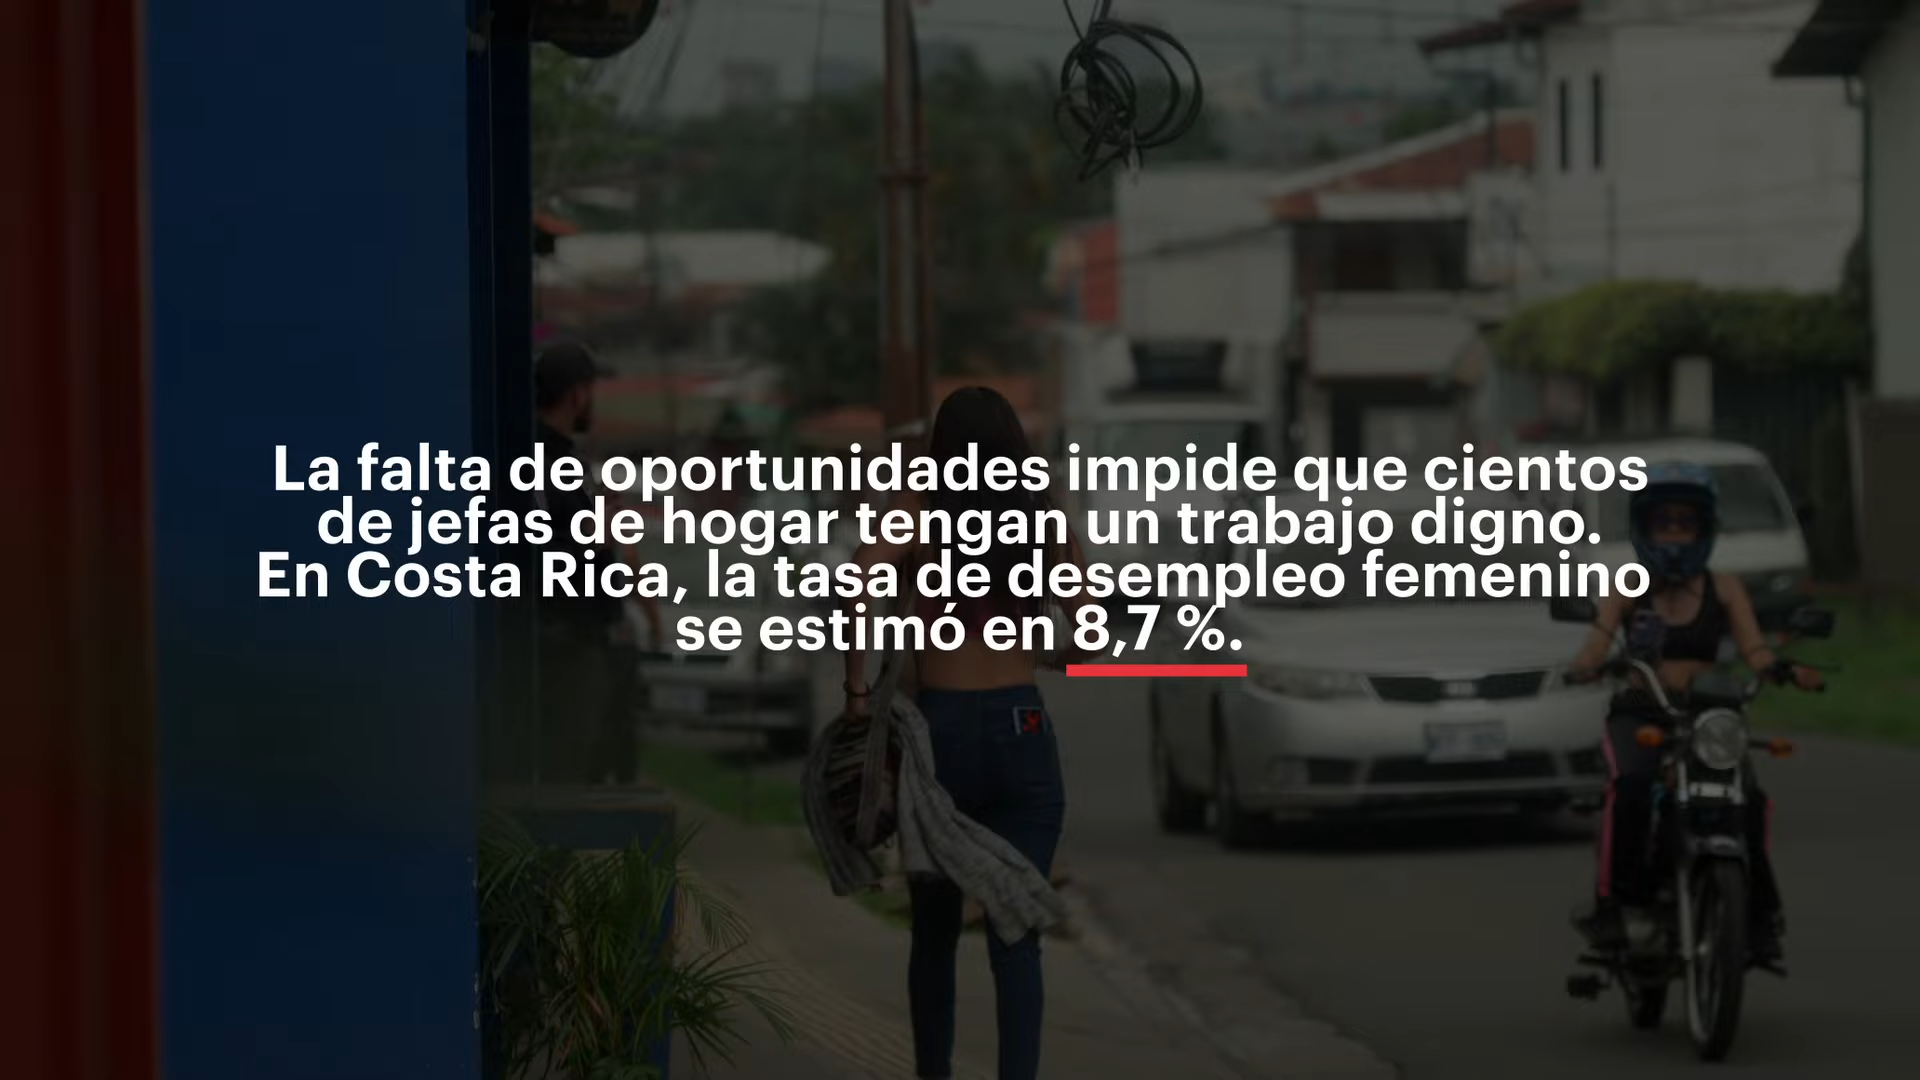 La falta de oportunidades impide que cientos
de jefas de hogar tengan un trabajo digno.
En Costa Rica, la tasa de desempleo femenino
se estimó en 8,7 %.